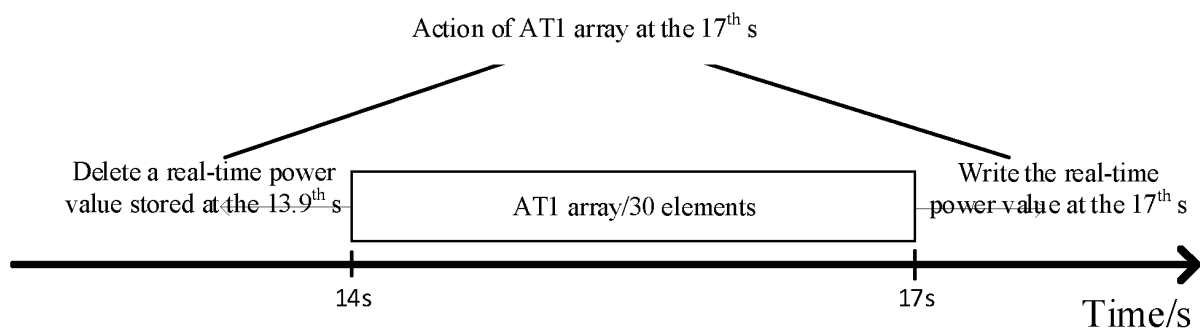 Action of AT1 array at the 17th s
Delete a real-time power
value stored at the 13.9th s
AT1 array/30 elements
Write the real-time
power value at the 17th s
14s
17s
Time/s